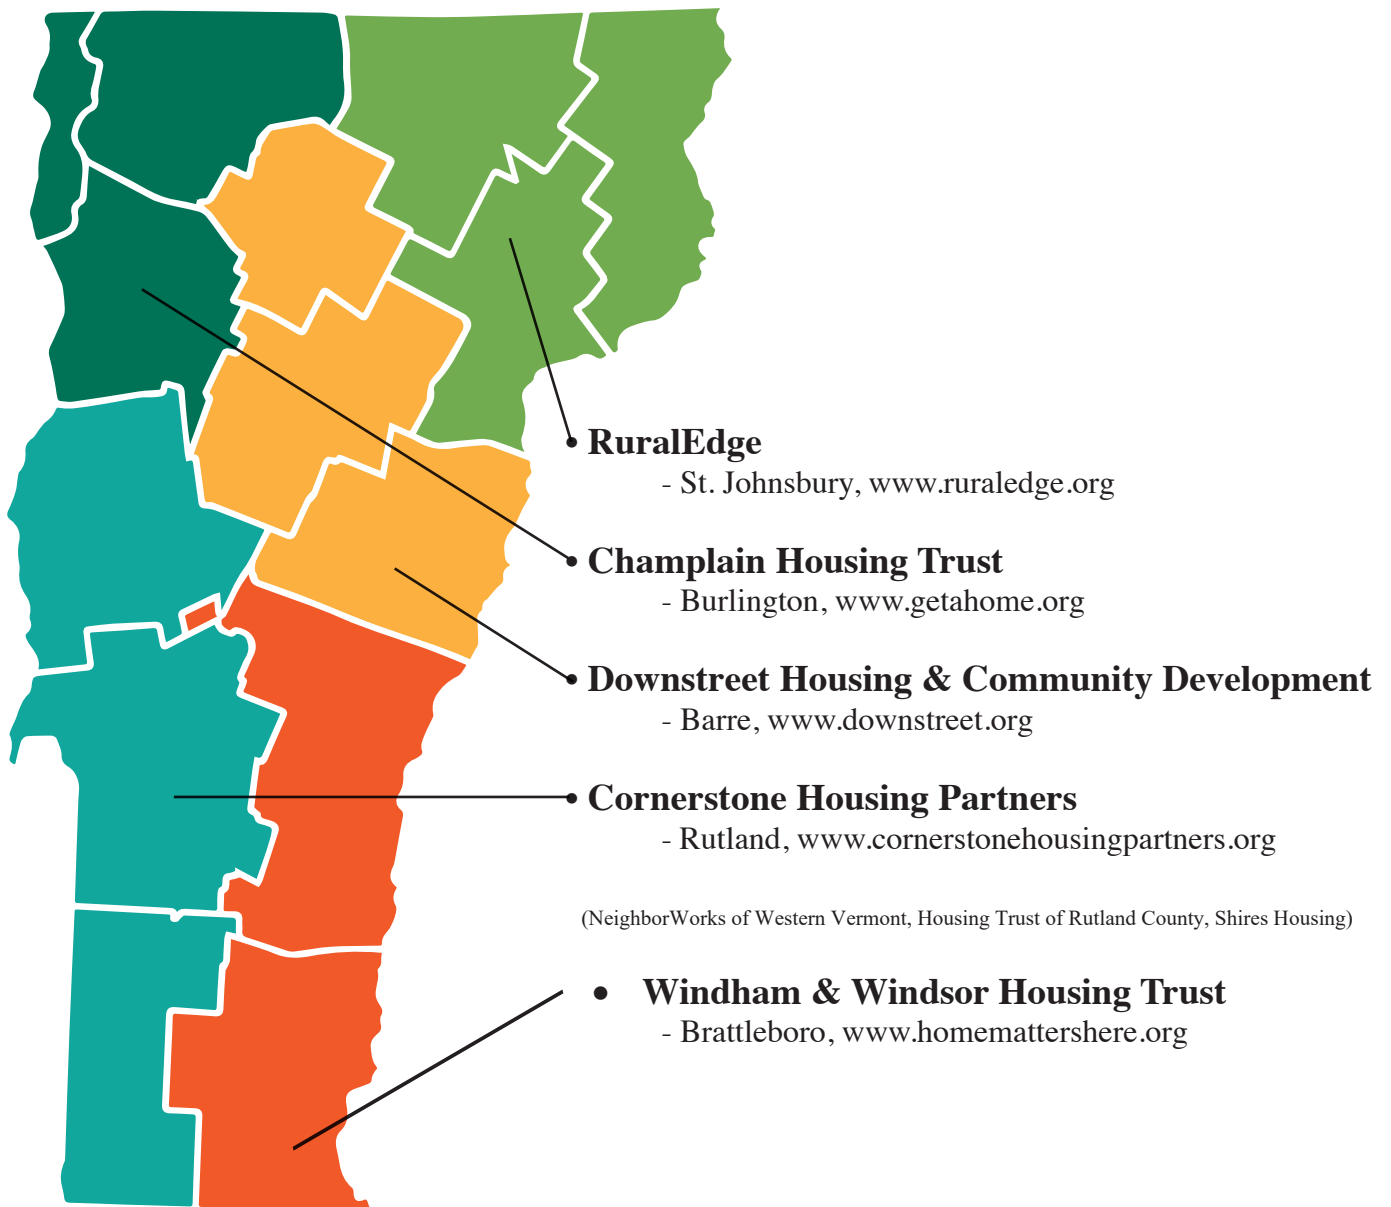 RuralEdge
- St. Johnsbury, www.ruraledge.org
Champlain Housing Trust
- Burlington, www.getahome.org
Downstreet Housing & Community Development
- Barre, www.downstreet.org
Cornerstone Housing Partners
- Rutland, www.cornerstonehousingpartners.org
(NeighborWorks of Western Vermont, Housing Trust of Rutland County, Shires Housing)
• Windham & Windsor Housing Trust
- Brattleboro, www.homemattershere.org